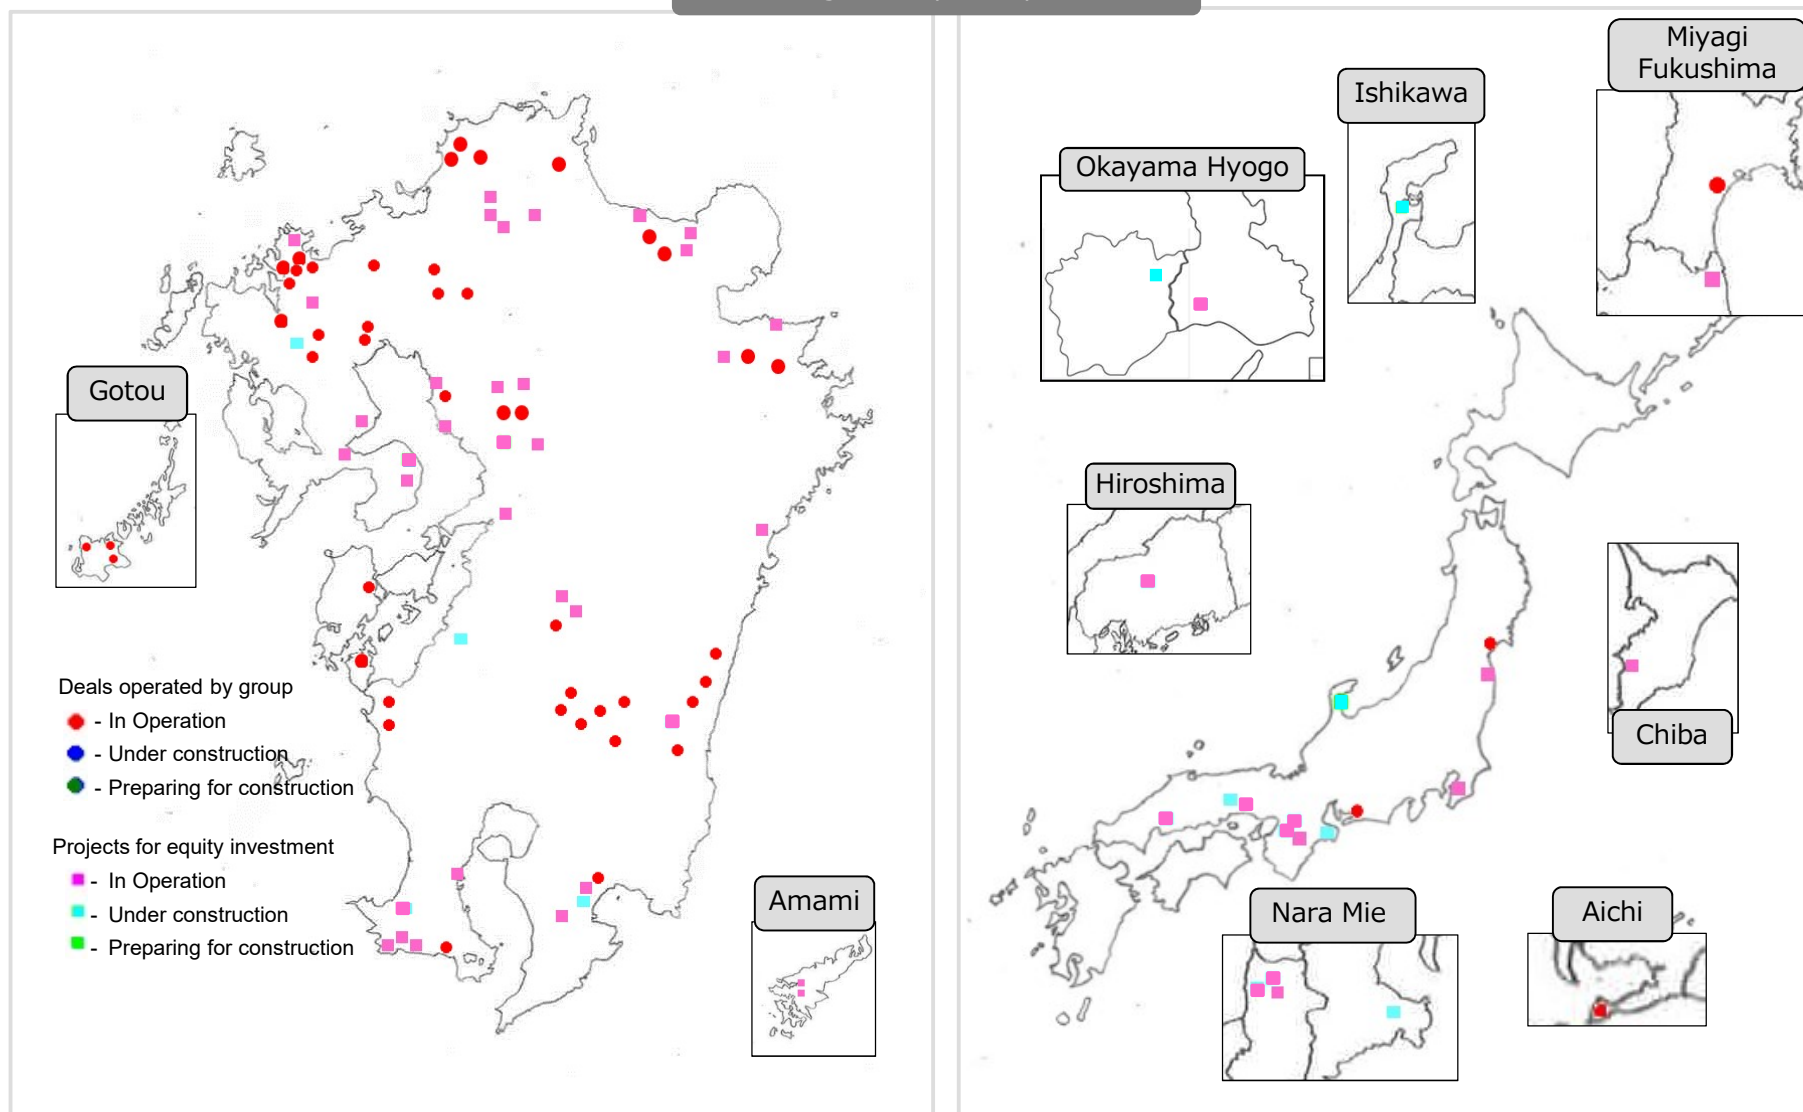 Miyagi
Fukushima
Ishikawa
Okayama Hyogo
Gotou
Hiroshima
Deals operated by group
- In Operation
- Under construction
- Preparing for construction
Chiba
Projects for equity investment
- In Operation
- Under construction
- Preparing for construction
Amami
Nara Mie
Aichi